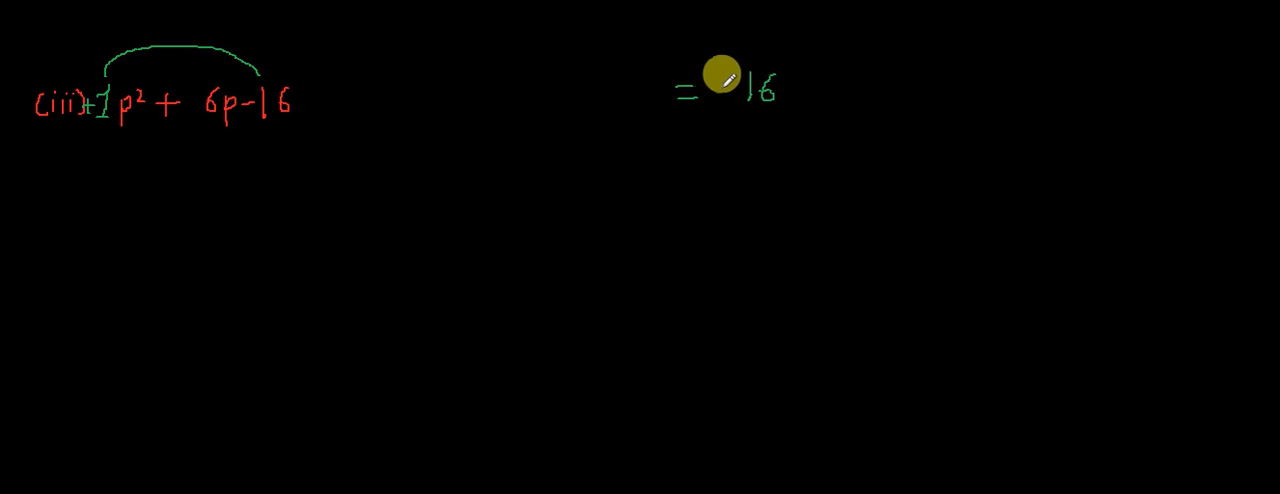 (iii) +1p² + 6p-16
= 16